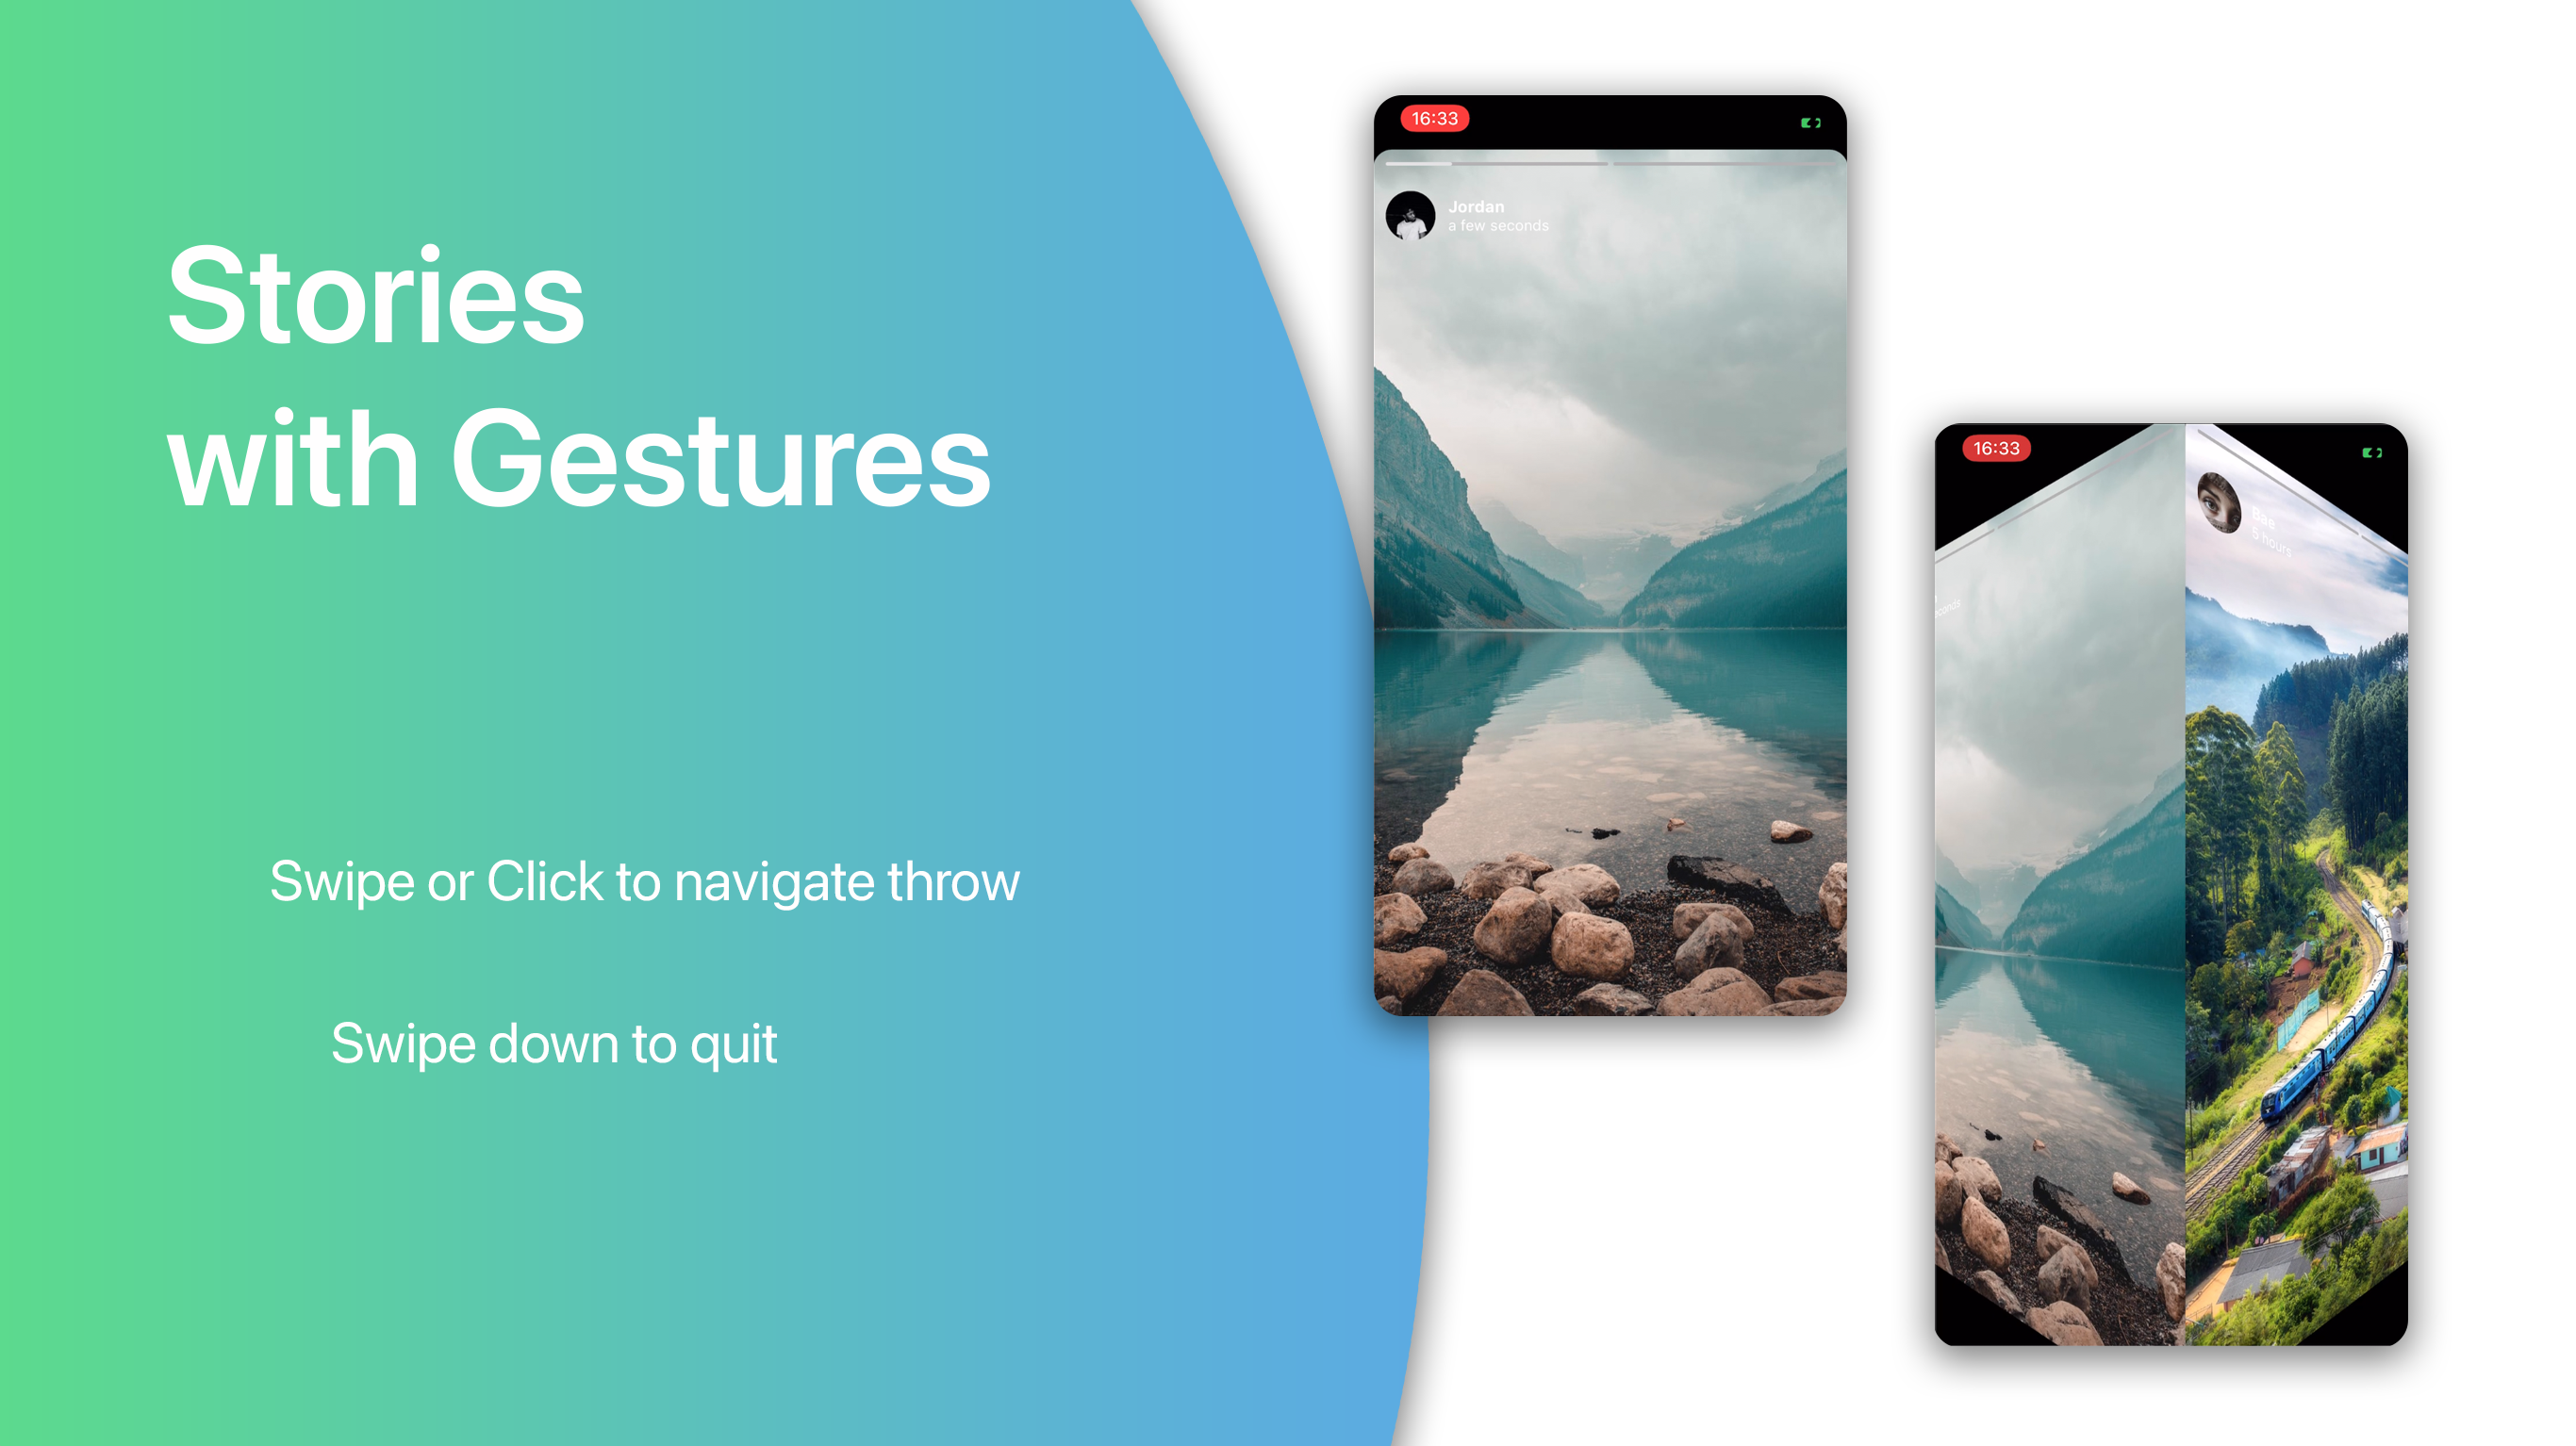 Stories
with Gestures
Swipe or Click to navigate throw
Swipe down to quit
16:33
Jordan
a few seconds
16:33
Bae
5 hours